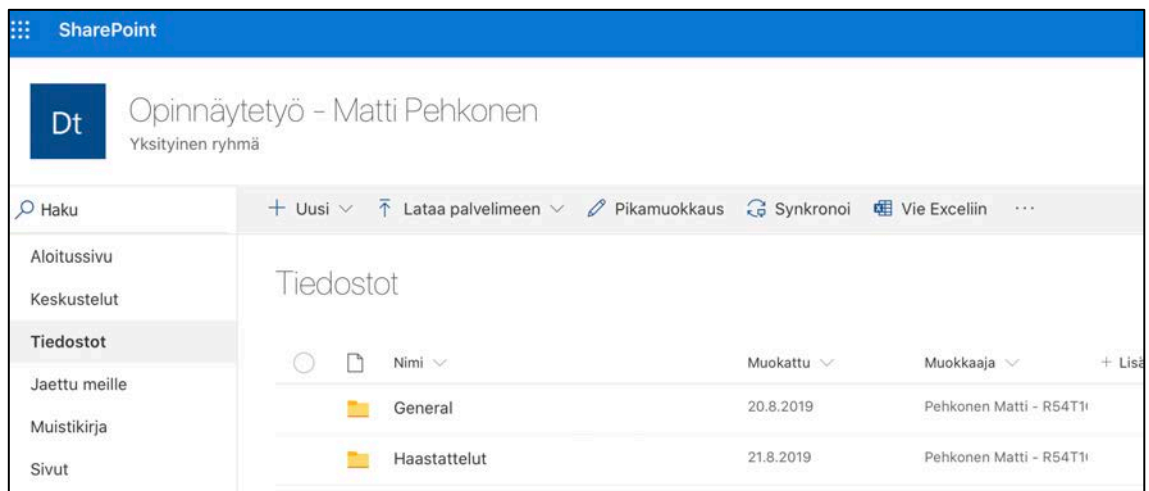 SharePoint
Dt
Opinnäytetyö - Matti Pehkonen
Yksityinen ryhmä
Haku
Uusi Lataa palvelimeen Pikamuokkaus Synkronoi Vie Exceliin ...
Aloitussivu
Keskustelut
Tiedostot
Jaettu meille
Muistikirja
Sivut
Tiedostot
Nimi Muokattu Muokkaaja + Lisä
General 20.8.2019 Pehkonen Matti - R54T1
Haastattelut 21.8.2019 Pehkonen Matti - R54T1